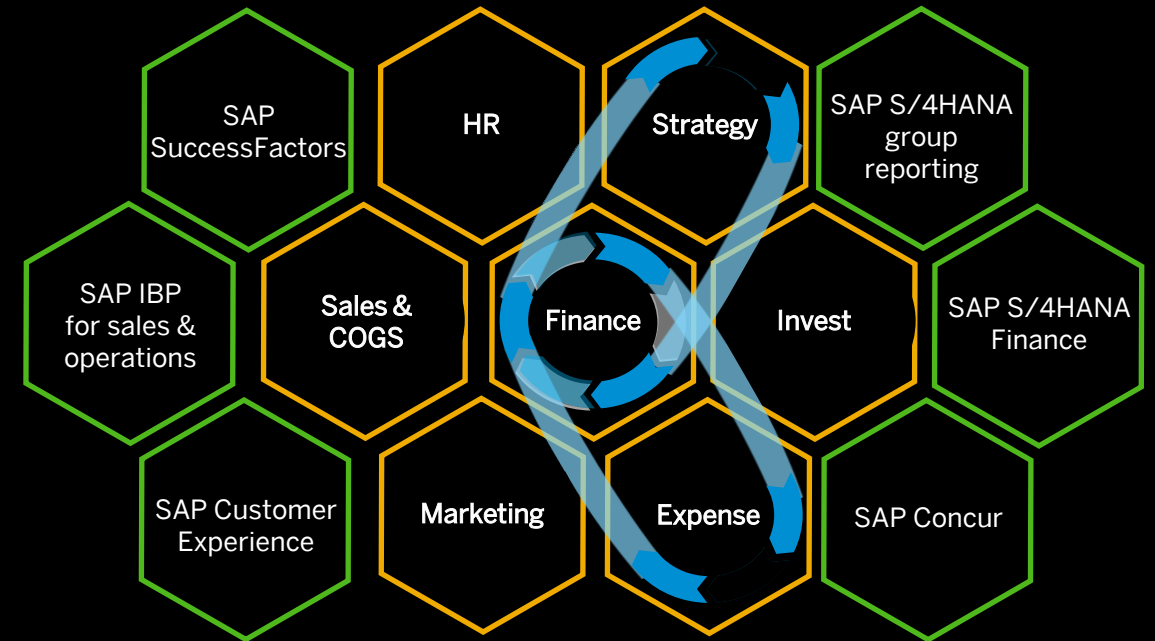 SAP
SuccessFactors
HR
Strategy
SAP S/4HANA
group
reporting
SAP IBP
for sales &
operations
Sales &
COGS
Finance
Invest
SAP S/4HANA
Finance
SAP Customer
Experience
Marketing
Expense
SAP Concur